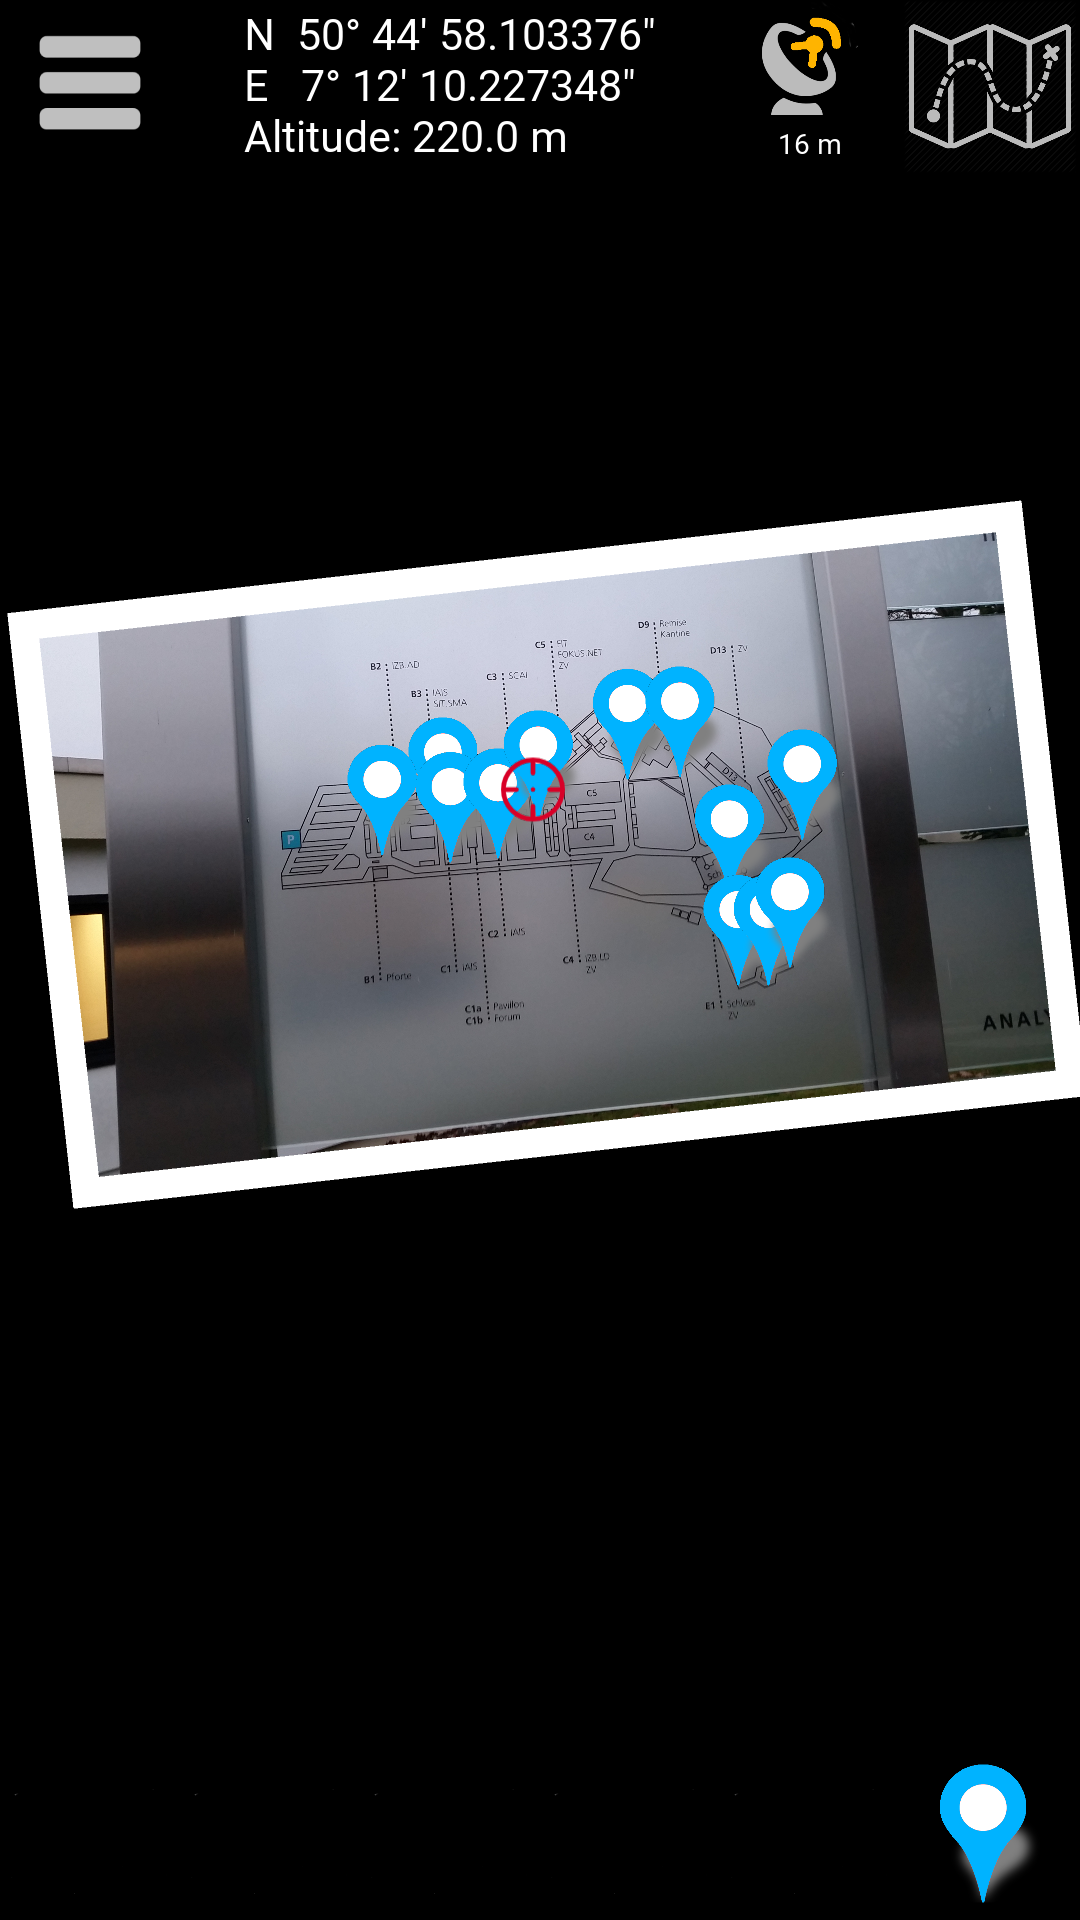 N 50° 44' 58.103376"
E 7° 12' 10.227348"
Altitude: 220.0 m
16 m
D9 Remise
Kantine
C5 FIT
FOKUS NET
ZV
D13 ZV
B2 IZB AD
C3 SCAI
B3 IAIS
SIT SMA
D13
C5
P
C4
Sch
C2 IAIS
C4 IZB LD
ZV
C1 IAIS
B1 Pforte
C1a Pavillon
C1b Forum
E1 Schloss
ZV
ANALY